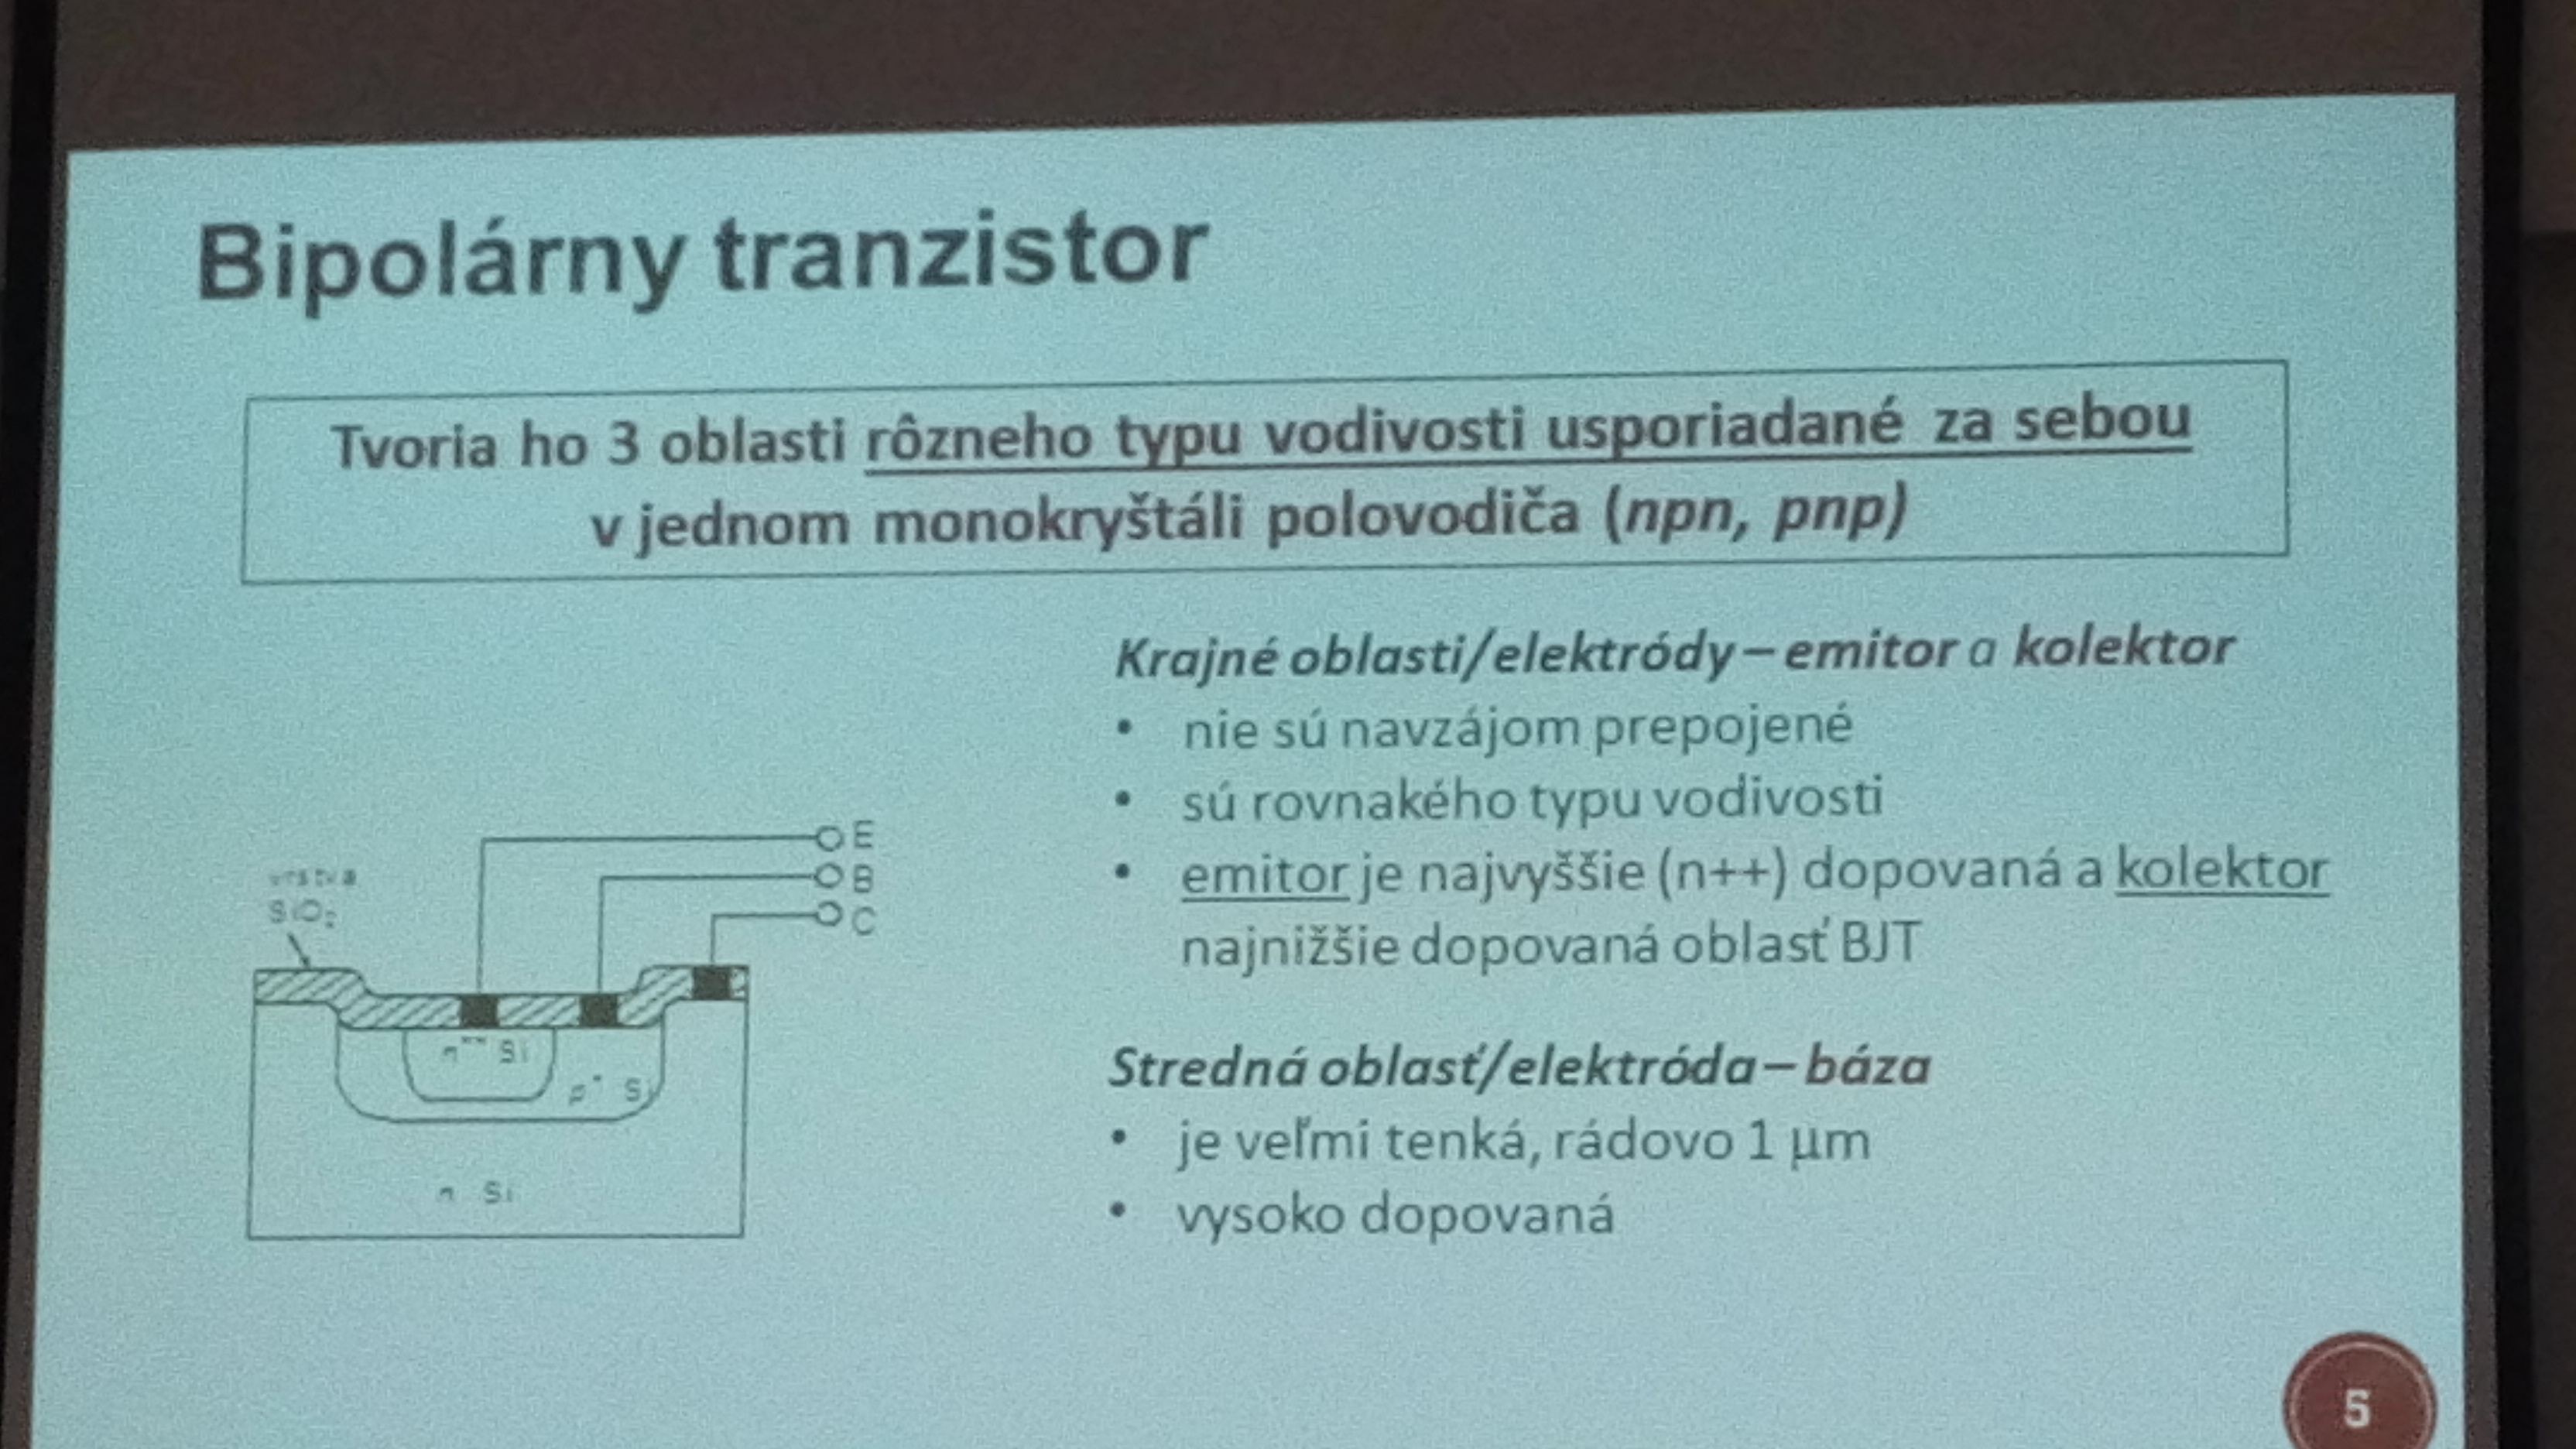 Bipolárny tranzistor
Tvoria ho 3 oblasti rôzneho typu vodivosti usporiadané za sebou
v jednom monokryštáli polovodiča (npn, pnp)
Krajné oblasti/elektródy – emitor a kolektor
• nie sú navzájom prepojené
• sú rovnakého typu vodivosti
• emitor je najvyššie (n++) dopovaná a kolektor
najnižšie dopovaná oblasť BJT
Stredná oblasť/elektróda – báza
• je veľmi tenká, rádovo 1 µm
• vysoko dopovaná
E
B
C
vrstva
SiO₂
n⁺⁺ Si
p⁺ Si
n Si
5